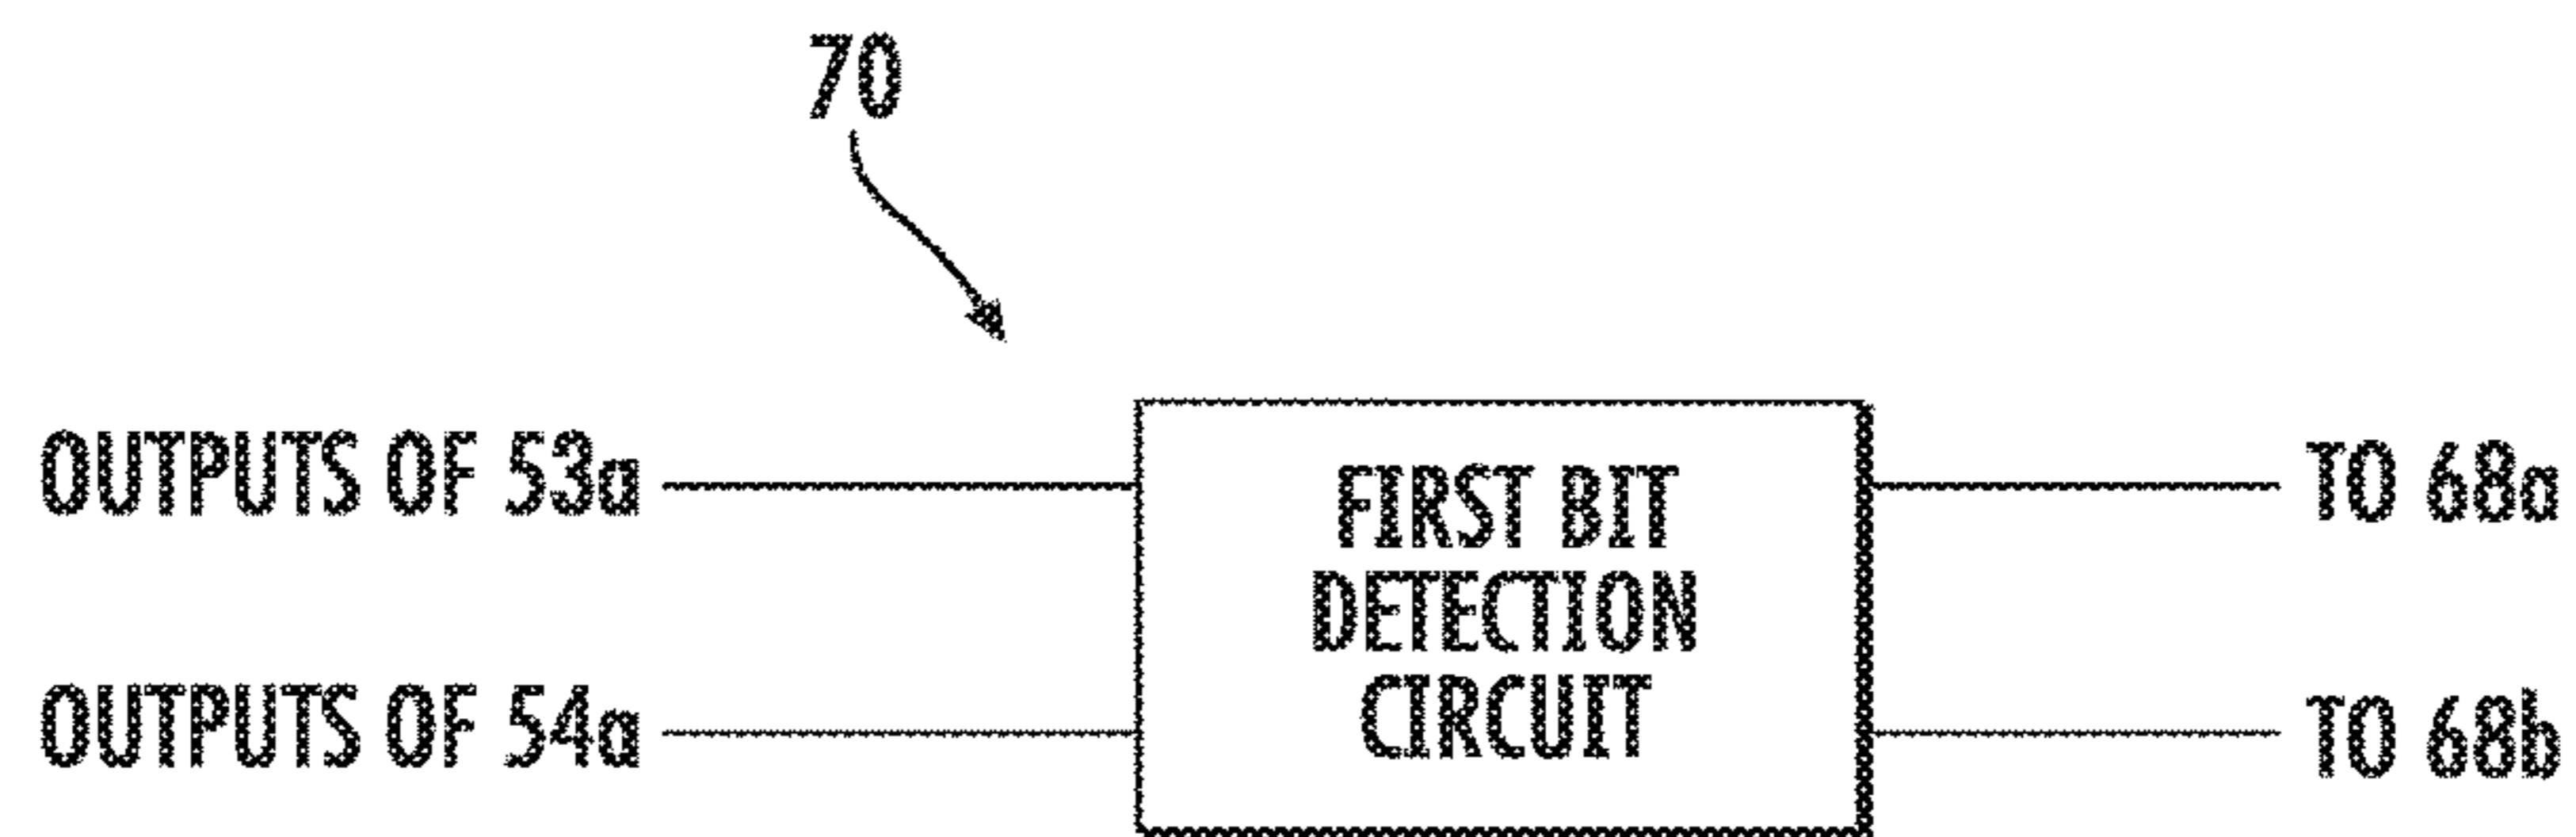 70
OUTPUTS OF 53a
OUTPUTS OF 54a
FIRST BIT
DETECTION
CIRCUIT
TO 68a
TO 68b